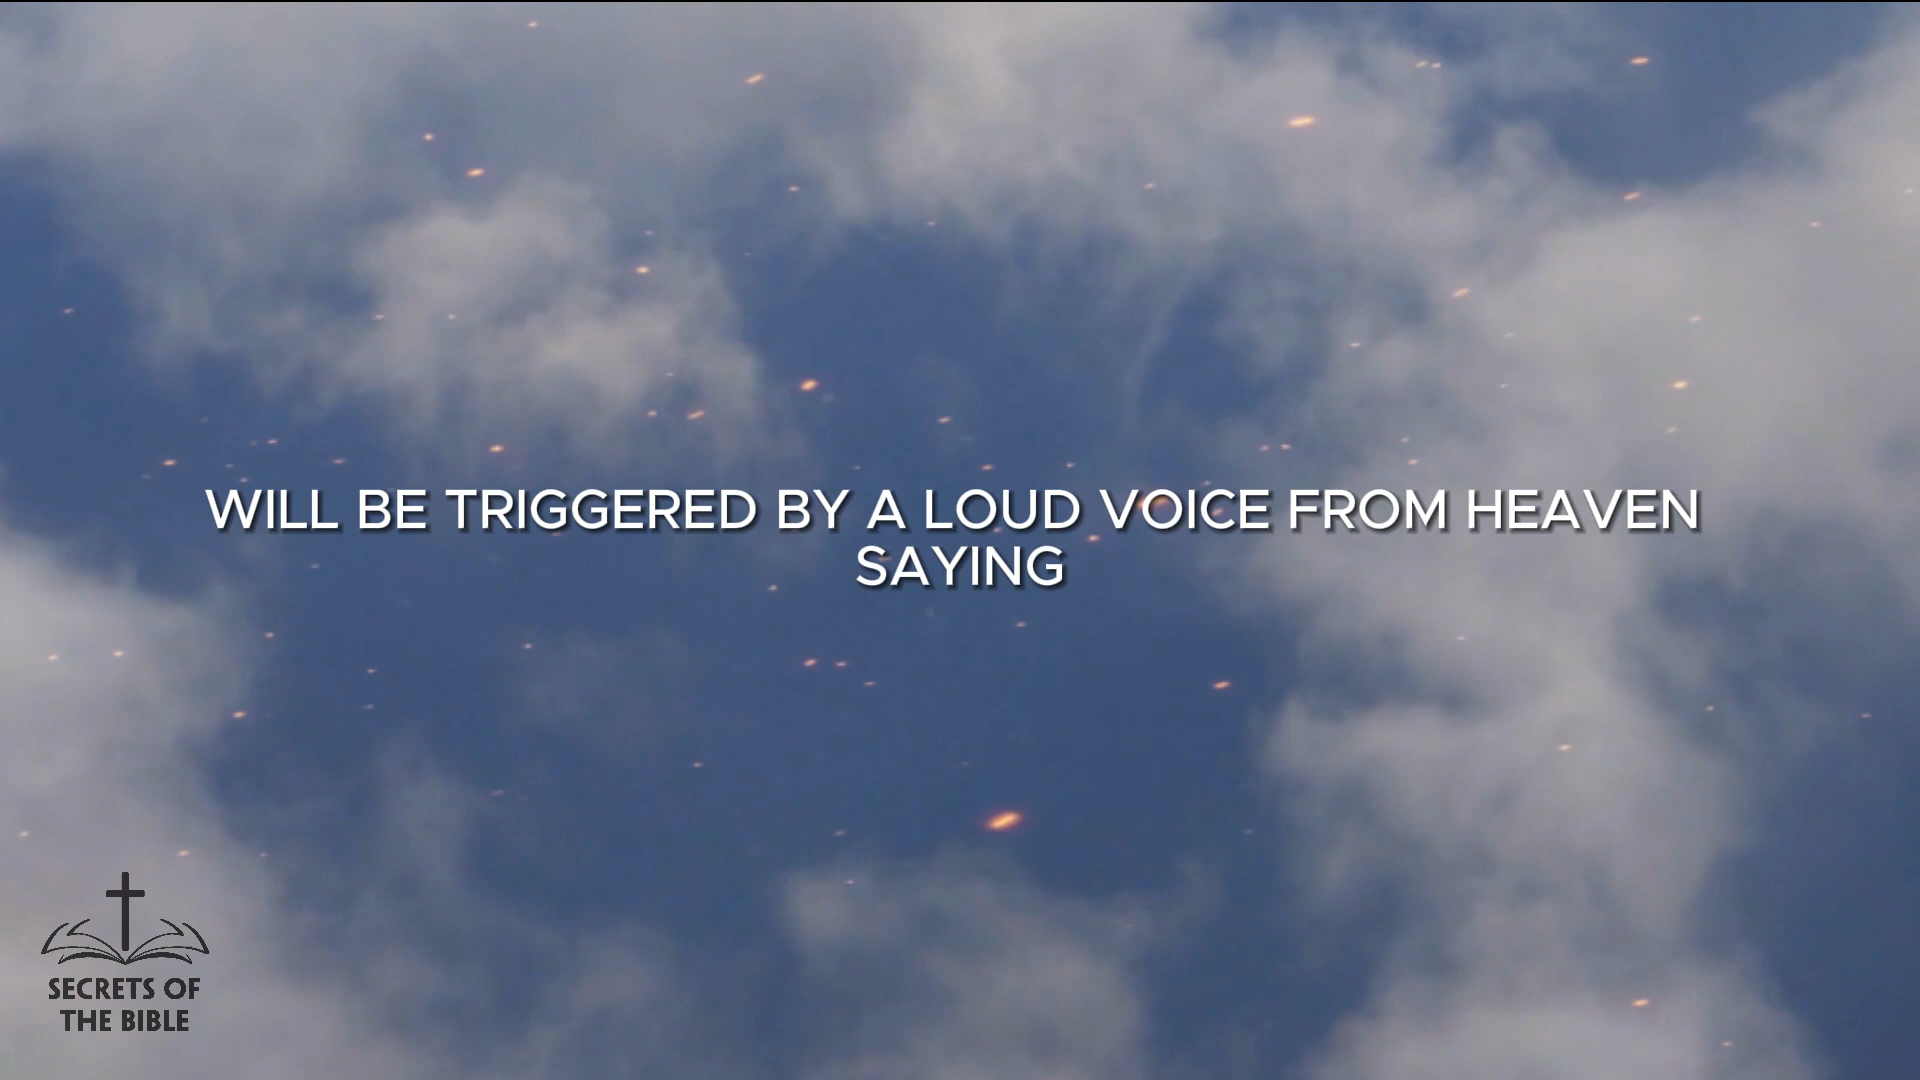 WILL BE TRIGGERED BY A LOUD VOICE FROM HEAVEN
SAYING
SECRETS OF
THE BIBLE